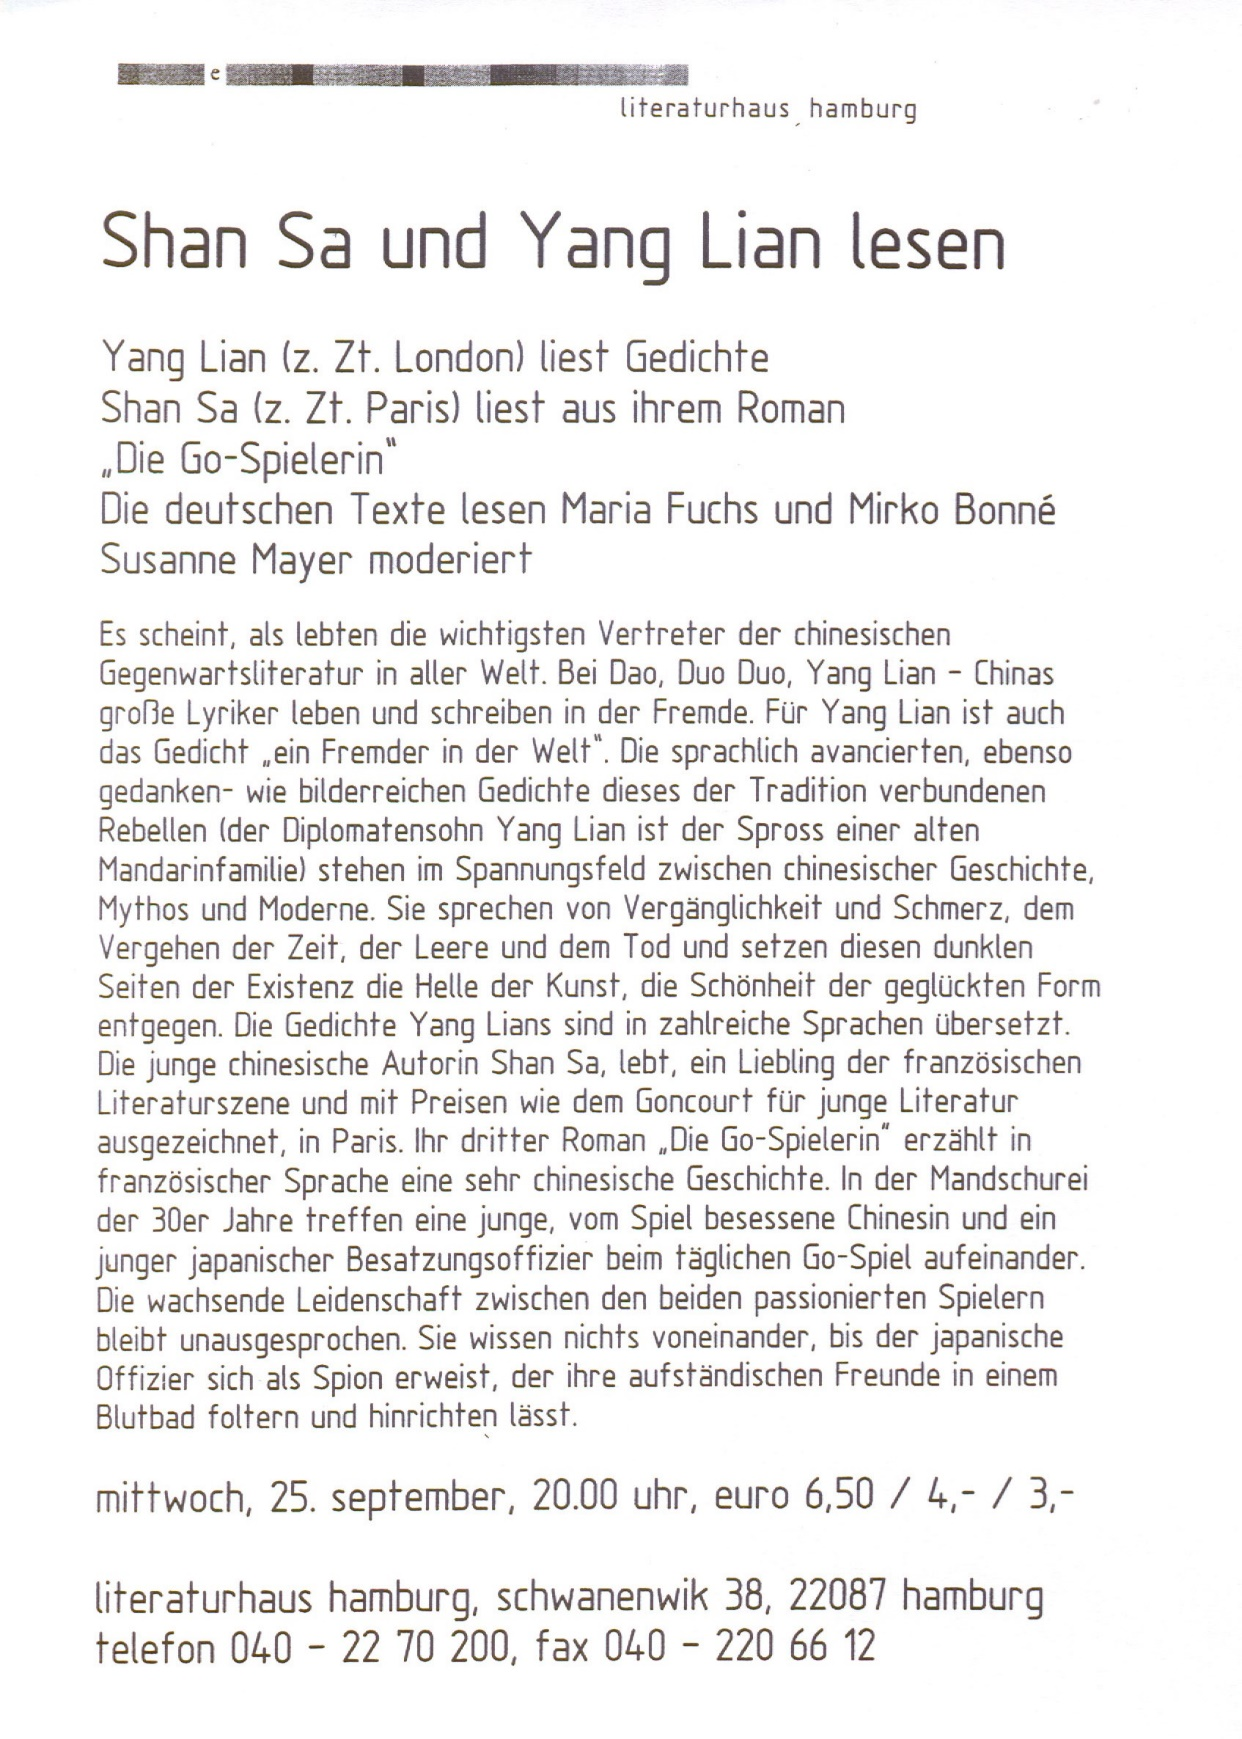 e
literaturhaus hamburg
Shan Sa und Yang Lian lesen
Yang Lian (z. Zt. London) liest Gedichte
Shan Sa (z. Zt. Paris) liest aus ihrem Roman
„Die Go-Spielerin“
Die deutschen Texte lesen Maria Fuchs und Mirko Bonné
Susanne Mayer moderiert
Es scheint, als lebten die wichtigsten Vertreter der chinesischen
Gegenwartsliteratur in aller Welt. Bei Dao, Duo Duo, Yang Lian – Chinas
große Lyriker leben und schreiben in der Fremde. Für Yang Lian ist auch
das Gedicht „ein Fremder in der Welt“. Die sprachlich avancierten, ebenso
gedanken- wie bilderreichen Gedichte dieses der Tradition verbundenen
Rebellen (der Diplomatensohn Yang Lian ist der Spross einer alten
Mandarinfamilie) stehen im Spannungsfeld zwischen chinesischer Geschichte,
Mythos und Moderne. Sie sprechen von Vergänglichkeit und Schmerz, dem
Vergehen der Zeit, der Leere und dem Tod und setzen diesen dunklen
Seiten der Existenz die Helle der Kunst, die Schönheit der geglückten Form
entgegen. Die Gedichte Yang Lians sind in zahlreiche Sprachen übersetzt.
Die junge chinesische Autorin Shan Sa, lebt, ein Liebling der französischen
Literaturszene und mit Preisen wie dem Goncourt für junge Literatur
ausgezeichnet, in Paris. Ihr dritter Roman „Die Go-Spielerin“ erzählt in
französischer Sprache eine sehr chinesische Geschichte. In der Mandschurei
der 30er Jahre treffen eine junge, vom Spiel besessene Chinesin und ein
junger japanischer Besatzungsoffizier beim täglichen Go-Spiel aufeinander.
Die wachsende Leidenschaft zwischen den beiden passionierten Spielern
bleibt unausgesprochen. Sie wissen nichts voneinander, bis der japanische
Offizier sich als Spion erweist, der ihre aufständischen Freunde in einem
Blutbad foltern und hinrichten lässt.
mittwoch, 25. september, 20.00 uhr, euro 6,50 / 4,- / 3,-
literaturhaus hamburg, schwanenwik 38, 22087 hamburg
telefon 040 – 22 70 200, fax 040 – 220 66 12